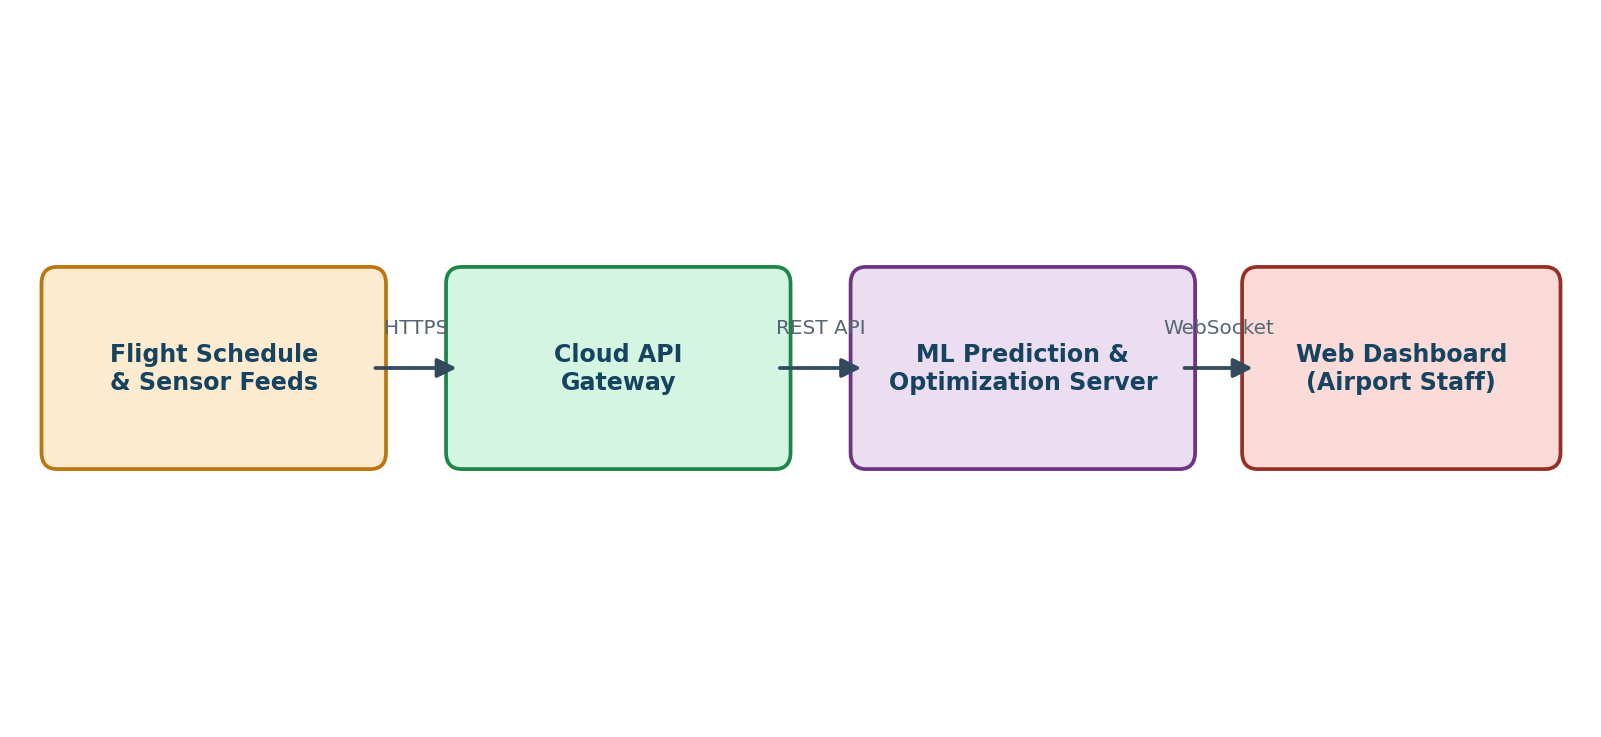 Flight Schedule
& Sensor Feeds
HTTPS
Cloud API
Gateway
REST API
ML Prediction &
Optimization Server
WebSocket
Web Dashboard
(Airport Staff)